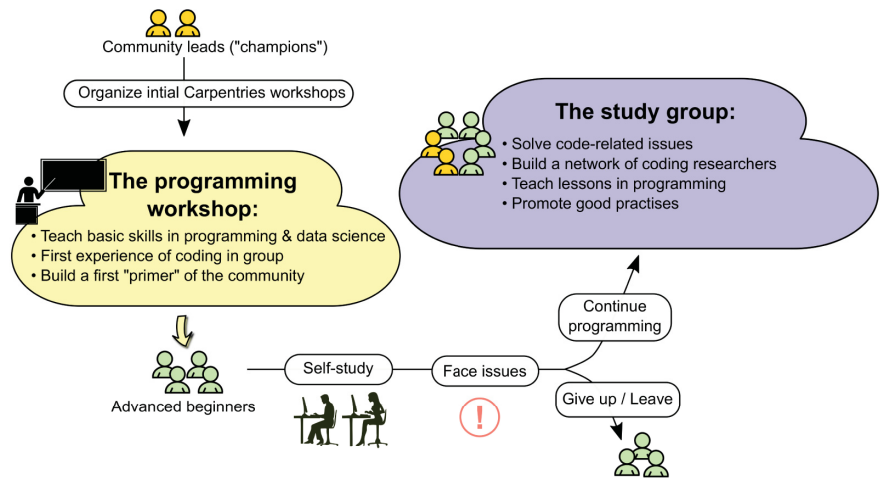 Community leads ("champions")
Organize intial Carpentries workshops
The programming
workshop:
• Teach basic skills in programming & data science
• First experience of coding in group
• Build a first "primer" of the community
Advanced beginners
Self-study
Face issues
!
Continue
programming
Give up / Leave
The study group:
• Solve code-related issues
• Build a network of coding researchers
• Teach lessons in programming
• Promote good practises